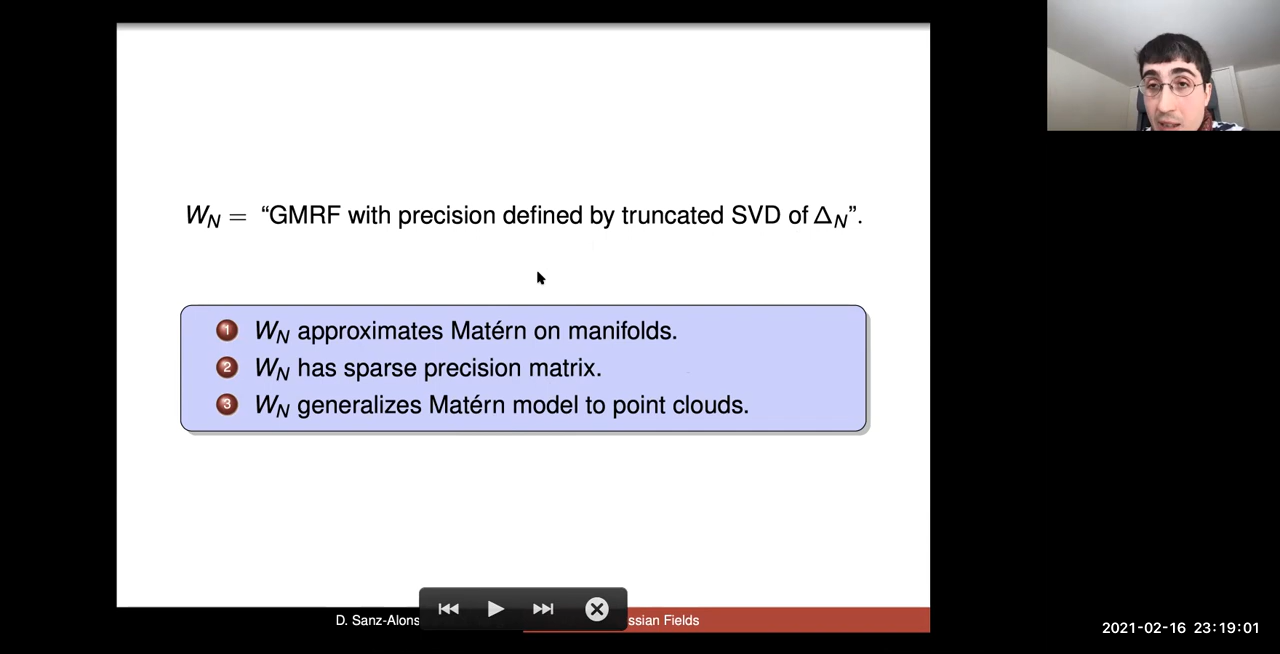 W_N = “GMRF with precision defined by truncated SVD of Δ_N”.
1 W_N approximates Matérn on manifolds.
2 W_N has sparse precision matrix.
3 W_N generalizes Matérn model to point clouds.
D. Sanz-Alons ssian Fields
2021-02-16 23:19:01